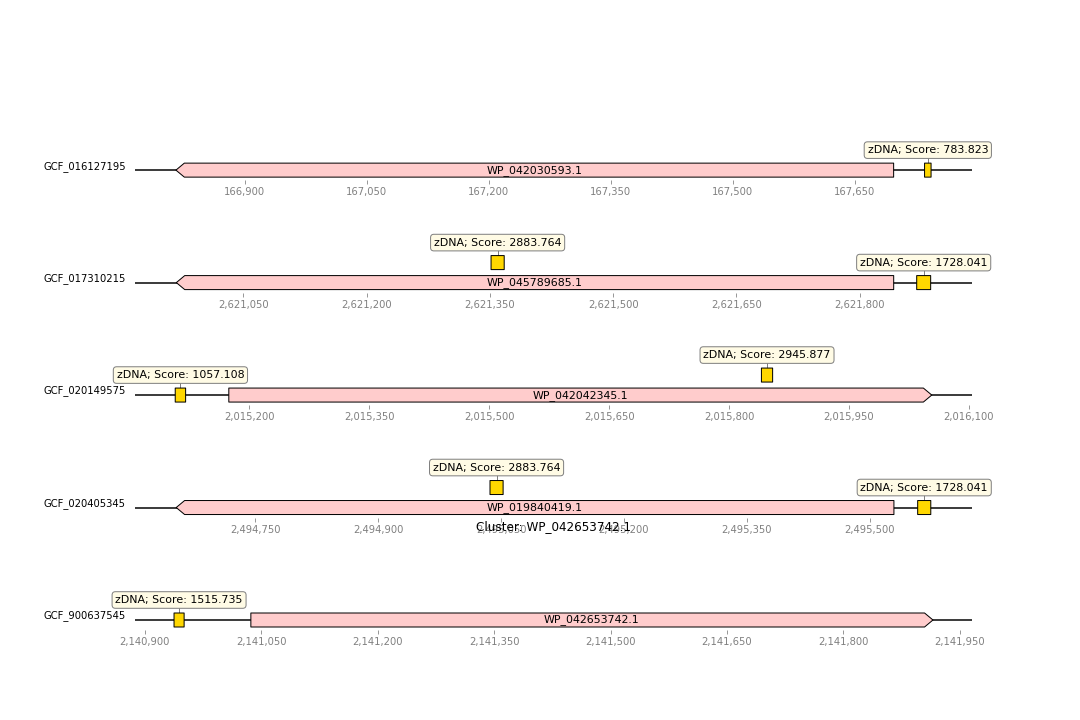 zDNA; Score: 783.823
GCF_016127195
WP_042030593.1
166,900 167,050 167,200 167,350 167,500 167,650
zDNA; Score: 2883.764
zDNA; Score: 1728.041
GCF_017310215
WP_045789685.1
2,621,050 2,621,200 2,621,350 2,621,500 2,621,650 2,621,800
zDNA; Score: 2945.877
zDNA; Score: 1057.108
GCF_020149575
WP_042042345.1
2,015,200 2,015,350 2,015,500 2,015,650 2,015,800 2,015,950 2,016,100
zDNA; Score: 2883.764
zDNA; Score: 1728.041
GCF_020405345
WP_019840419.1
Cluster: WP_042653742.1
2,494,750 2,494,900 2,495,050 2,495,200 2,495,350 2,495,500
zDNA; Score: 1515.735
GCF_900637545
WP_042653742.1
2,140,900 2,141,050 2,141,200 2,141,350 2,141,500 2,141,650 2,141,800 2,141,950